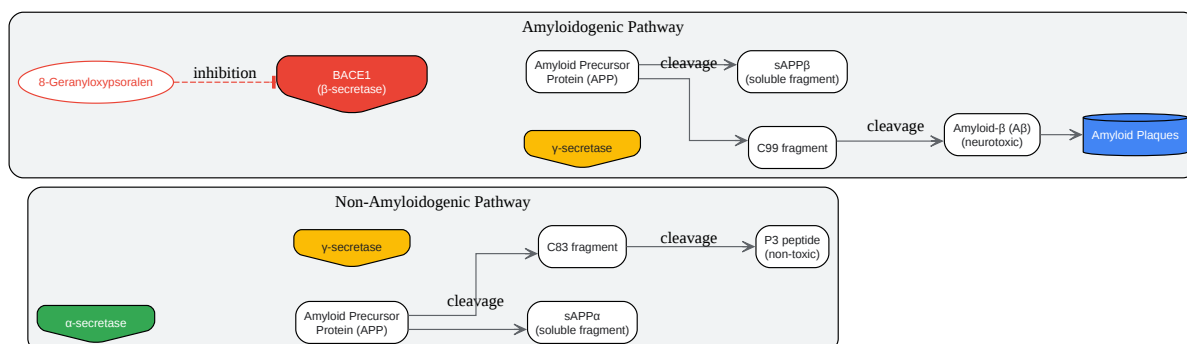 Amyloidogenic Pathway
8-Geranyloxypsoralen
inhibition
BACE1
(β-secretase)
Amyloid Precursor
Protein (APP)
cleavage
sAPPβ
(soluble fragment)
γ-secretase
C99 fragment
cleavage
Amyloid-β (Aβ)
(neurotoxic)
Amyloid Plaques
Non-Amyloidogenic Pathway
γ-secretase
C83 fragment
cleavage
P3 peptide
(non-toxic)
α-secretase
Amyloid Precursor
Protein (APP)
cleavage
sAPPα
(soluble fragment)